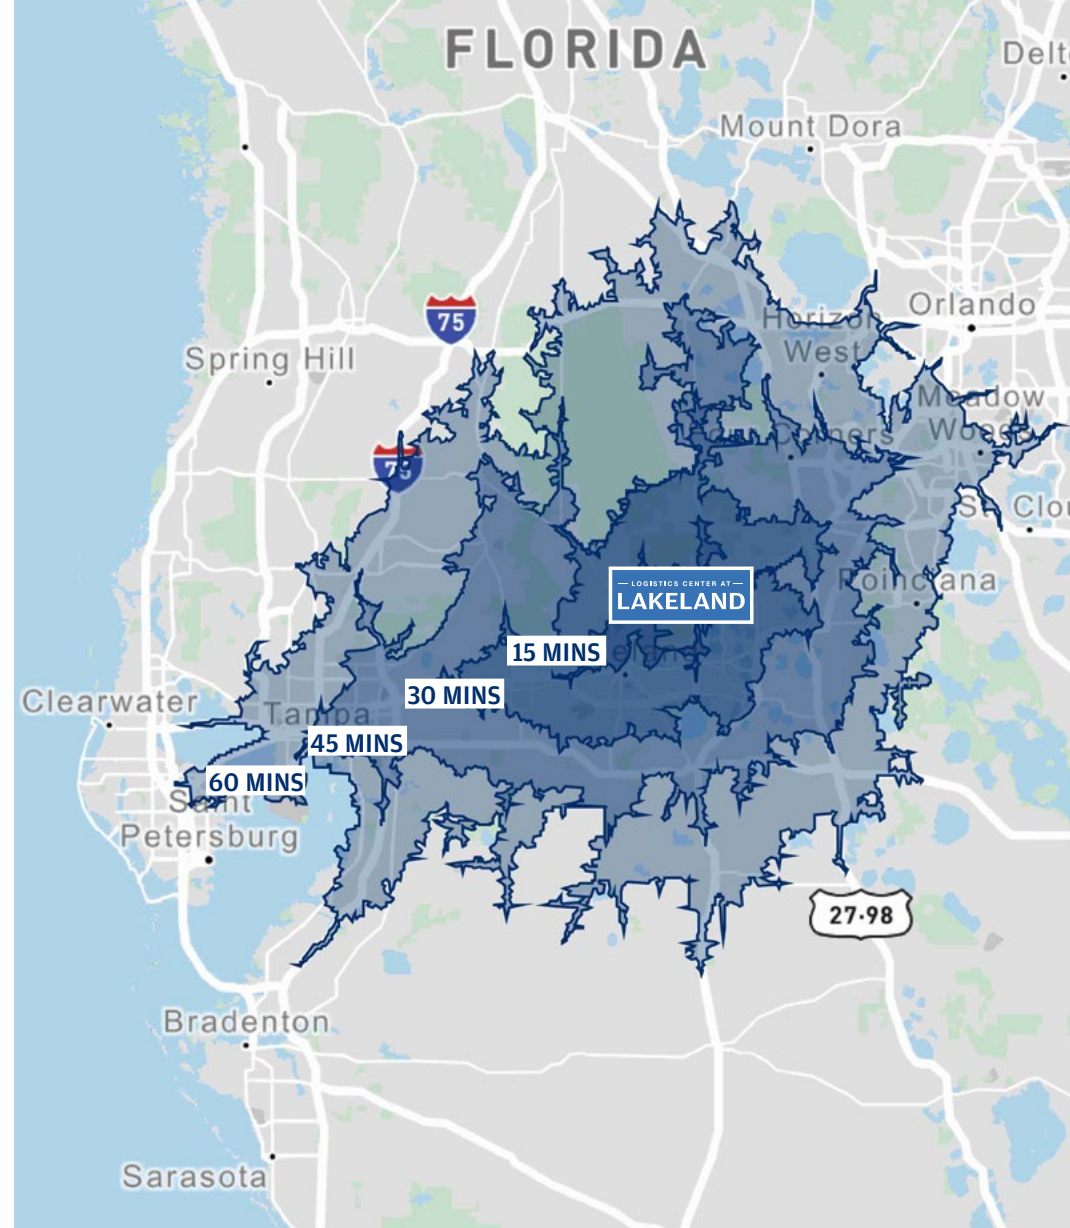 FLORIDA
Delt
Mount Dora
75
Orlando
Horizon
West
Spring Hill
Meadow
Woods
Corners
75
St. Clou
LOGISTICS CENTER AT
LAKELAND
Poinciana
15 MINS
30 MINS
Clearwater
Tampa
45 MINS
60 MINS
Saint
Petersburg
27·98
Bradenton
Sarasota